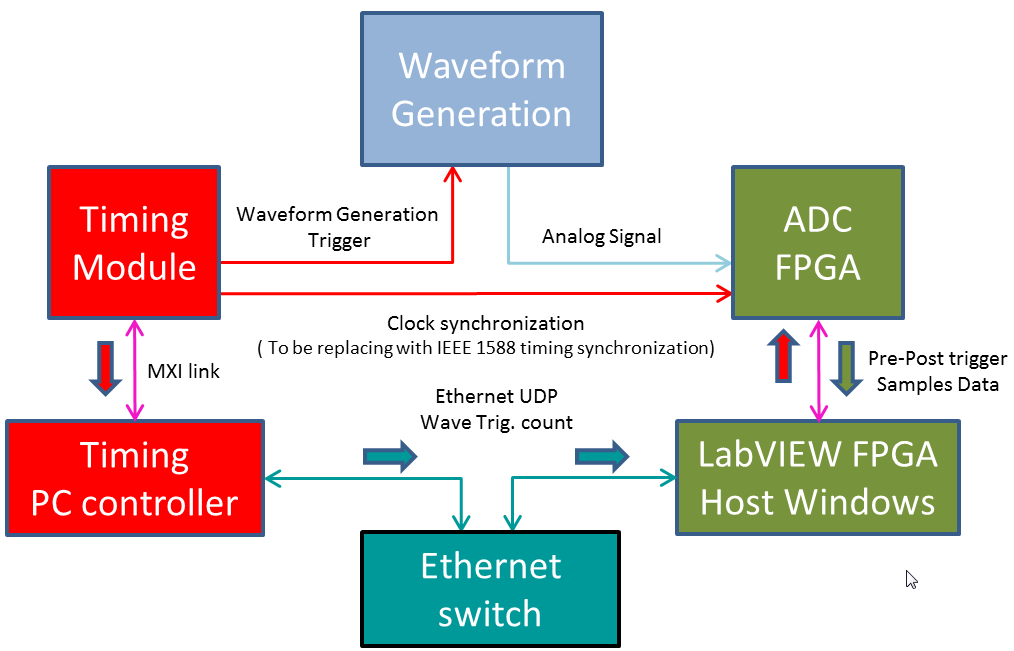 Waveform
Generation
Timing
Module
Waveform Generation
Trigger
Analog Signal
ADC
FPGA
Clock synchronization
( To be replacing with IEEE 1588 timing synchronization)
MXI link
Pre-Post trigger
Samples Data
Ethernet UDP
Wave Trig. count
Timing
PC controller
LabVIEW FPGA
Host Windows
Ethernet
switch